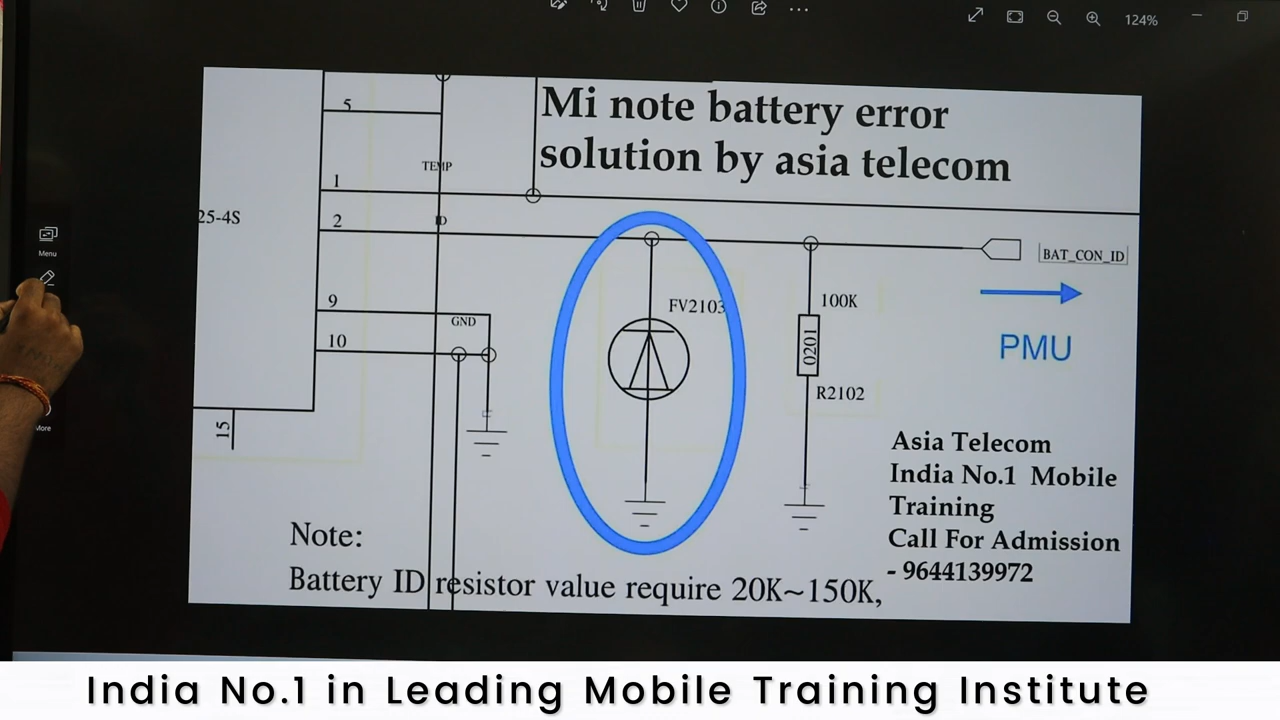 124%
5
Mi note battery error
solution by asia telecom
TEMP
1
25-4S
2
ID
BAT_CON_ID
Menu
9
GND
FV2103
100K
0201
10
PMU
R2102
More
15
Asia Telecom
India No.1 Mobile
Training
Call For Admission
- 9644139972
Note:
Battery ID resistor value require 20K~150K,
India No.1 in Leading Mobile Training Institute